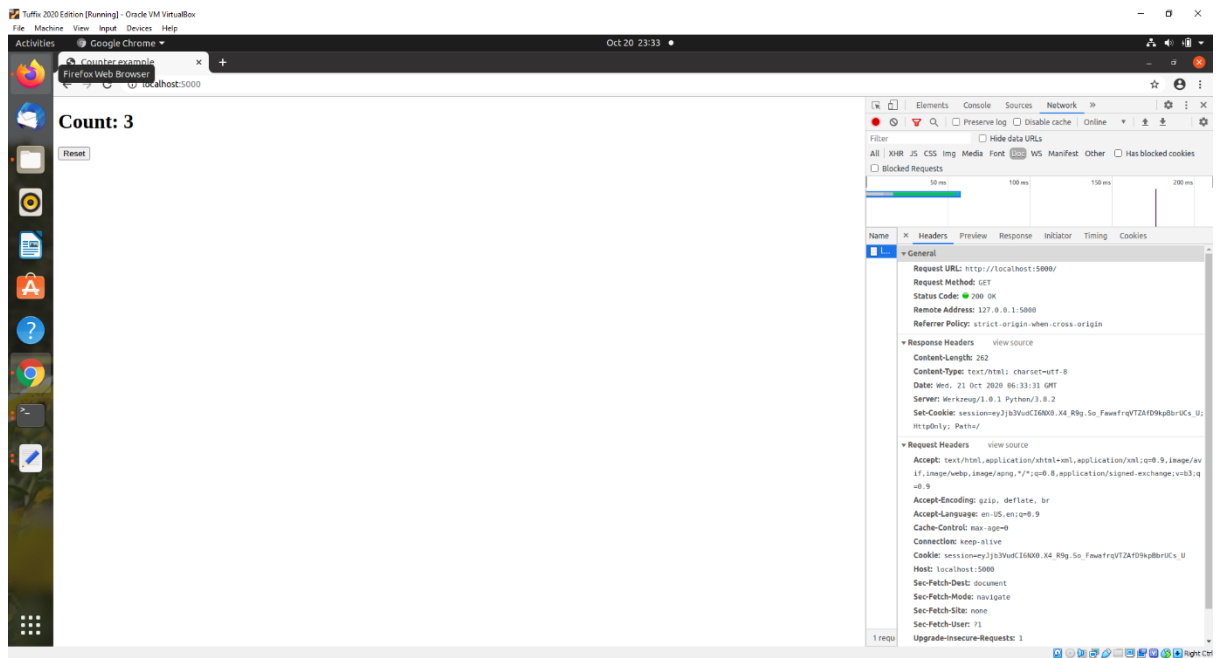 Tuffix 2020 Edition [Running] - Oracle VM VirtualBox
File Machine View Input Devices Help
Activities Google Chrome Oct 20 23:33
Counter example
Firefox Web Browser
localhost:5000
Count: 3
Reset
Elements Console Sources Network
Preserve log Disable cache Online
Filter Hide data URLs
All XHR JS CSS Img Media Font Doc WS Manifest Other Has blocked cookies
Blocked Requests
50 ms 100 ms 150 ms 200 ms
Name × Headers Preview Response Initiator Timing Cookies
General
Request URL: http://localhost:5000/
Request Method: GET
Status Code: 200 OK
Remote Address: 127.0.0.1:5000
Referrer Policy: strict-origin-when-cross-origin
Response Headers view source
Content-Length: 262
Content-Type: text/html; charset=utf-8
Date: Wed, 21 Oct 2020 06:33:31 GMT
Server: Werkzeug/1.0.1 Python/3.8.2
Set-Cookie: session=eyJjb3VudCI6NX0.X4_R9g.So_FawafrqVTZAfD9kpBbrUCs_U;
HttpOnly; Path=/
Request Headers view source
Accept: text/html,application/xhtml+xml,application/xml;q=0.9,image/av
if,image/webp,image/apng,*/*;q=0.8,application/signed-exchange;v=b3;q
=0.9
Accept-Encoding: gzip, deflate, br
Accept-Language: en-US,en;q=0.9
Cache-Control: max-age=0
Connection: keep-alive
Cookie: session=eyJjb3VudCI6NX0.X4_R9g.So_FawafrqVTZAfD9kpBbrUCs_U
Host: localhost:5000
Sec-Fetch-Dest: document
Sec-Fetch-Mode: navigate
Sec-Fetch-Site: none
Sec-Fetch-User: ?1
1 requ Upgrade-Insecure-Requests: 1
Right Ctrl